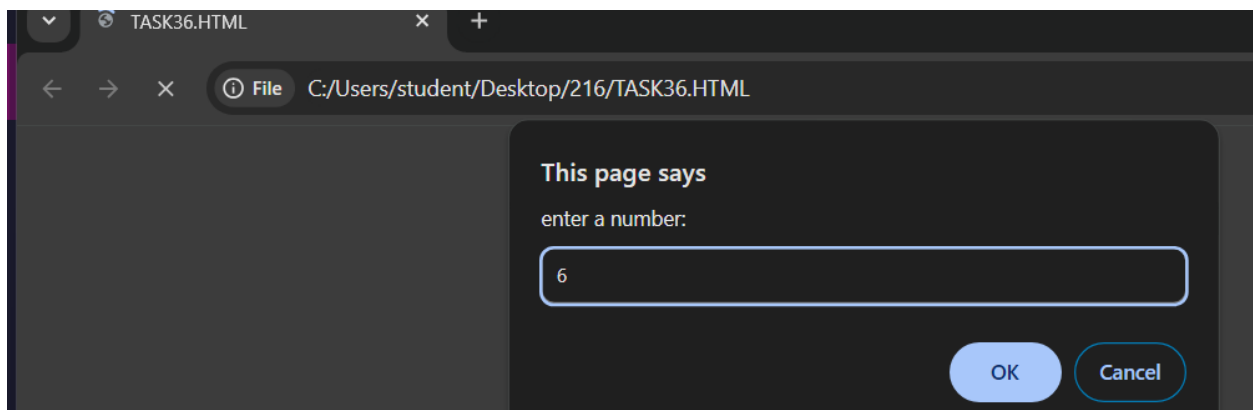 TASK36.HTML
File C:/Users/student/Desktop/216/TASK36.HTML
This page says
enter a number:
6
OK Cancel